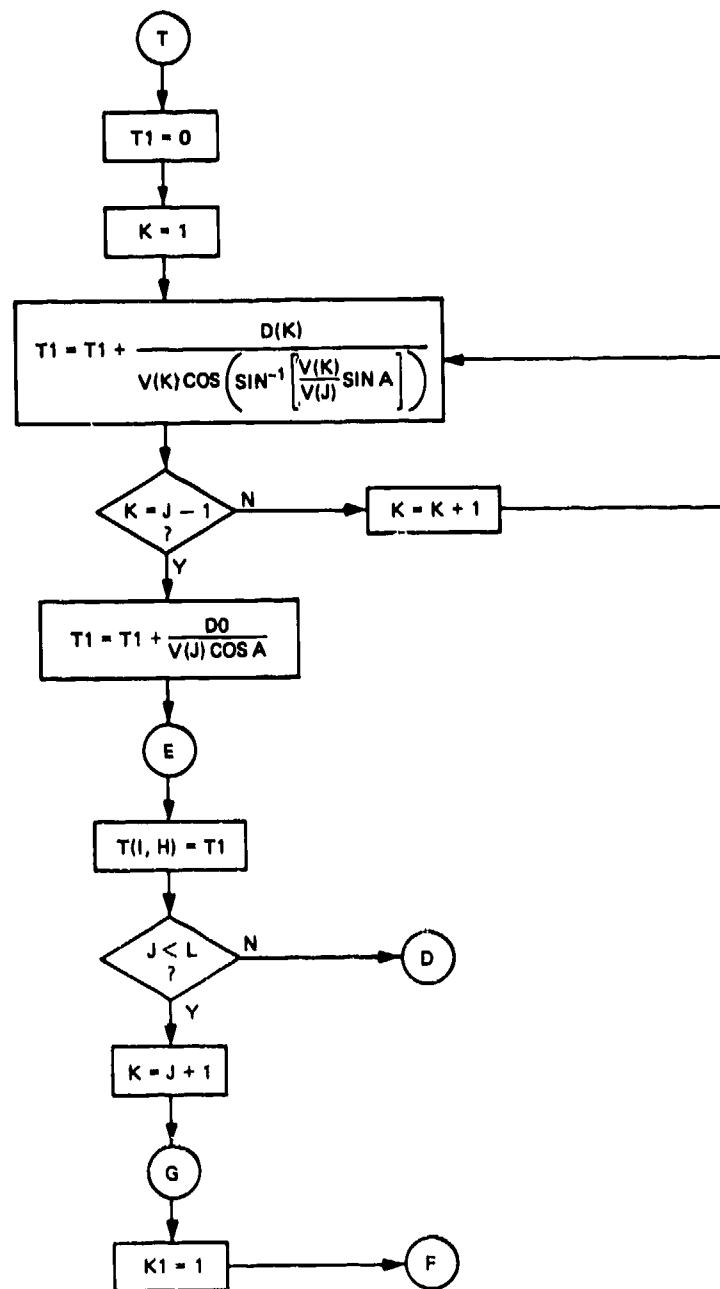 T
T1 = 0
K = 1
T1 = T1 + D(K) / V(K) COS (SIN⁻¹ [V(K) / V(J) SIN A])
K = J − 1
?
N
K = K + 1
Y
T1 = T1 + D0 / V(J) COS A
E
T(I, H) = T1
J < L
?
N
D
Y
K = J + 1
G
K1 = 1
F